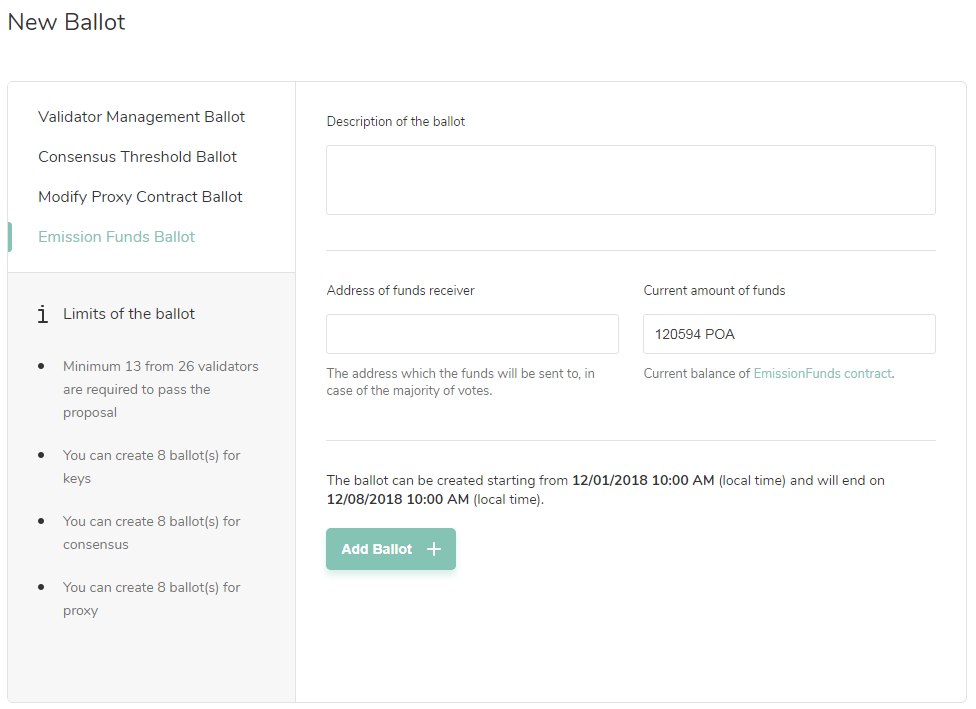 New Ballot
Validator Management Ballot
Consensus Threshold Ballot
Modify Proxy Contract Ballot
Emission Funds Ballot
i Limits of the ballot
• Minimum 13 from 26 validators
are required to pass the
proposal
• You can create 8 ballot(s) for
keys
• You can create 8 ballot(s) for
consensus
• You can create 8 ballot(s) for
proxy
Description of the ballot
Address of funds receiver
The address which the funds will be sent to, in
case of the majority of votes.
Current amount of funds
120594 POA
Current balance of EmissionFunds contract.
The ballot can be created starting from 12/01/2018 10:00 AM (local time) and will end on
12/08/2018 10:00 AM (local time).
Add Ballot +